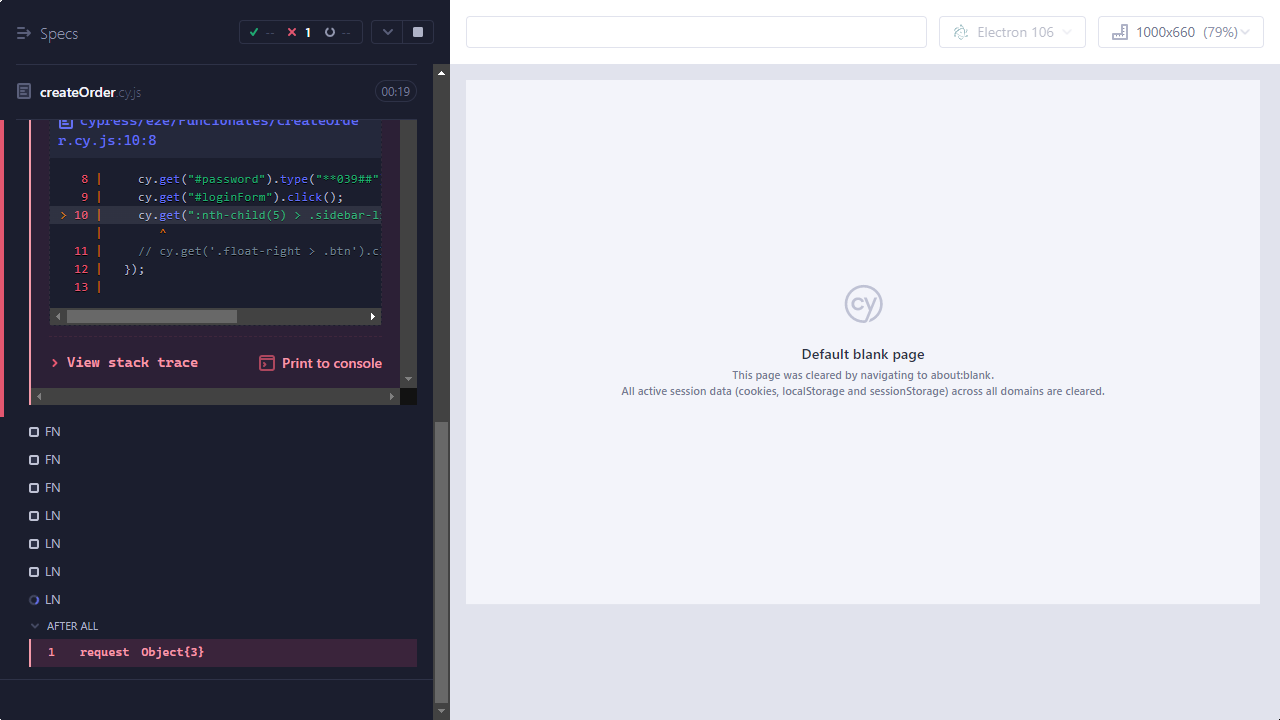 Specs
-- 1 --
Electron 106
1000x660 (79%)
createOrder.cy.js
00:19
cypress/e2e/Funcionates/createOrde
r.cy.js:10:8
8 | cy.get("#password").type("**039##"
9 | cy.get("#loginForm").click();
> 10 | cy.get(":nth-child(5) > .sidebar-l
| ^
11 | // cy.get('.float-right > .btn').c
12 | });
13 |
> View stack trace
Print to console
FN
FN
FN
LN
LN
LN
LN
AFTER ALL
1 request Object{3}
cy
Default blank page
This page was cleared by navigating to about:blank.
All active session data (cookies, localStorage and sessionStorage) across all domains are cleared.